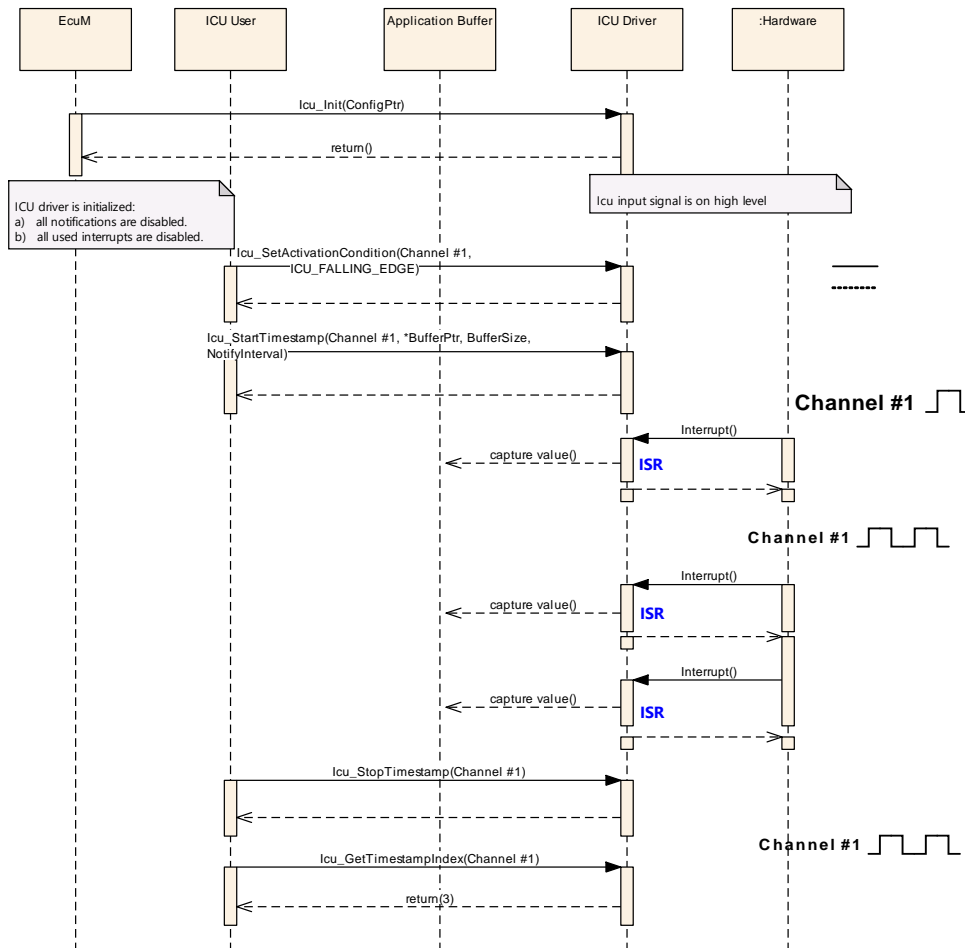 EcuM
ICU User
Application Buffer
ICU Driver
:Hardware
Icu_Init(ConfigPtr)
return()
ICU driver is initialized:
a) all notifications are disabled.
b) all used interrupts are disabled.
Icu input signal is on high level
Icu_SetActivationCondition(Channel #1,
ICU_FALLING_EDGE)
Icu_StartTimestamp(Channel #1, *BufferPtr, BufferSize,
NotifyInterval)
Channel #1
Interrupt()
capture value()
ISR
Channel #1
Interrupt()
capture value()
ISR
Interrupt()
capture value()
ISR
Icu_StopTimestamp(Channel #1)
Channel #1
Icu_GetTimestampIndex(Channel #1)
return(3)